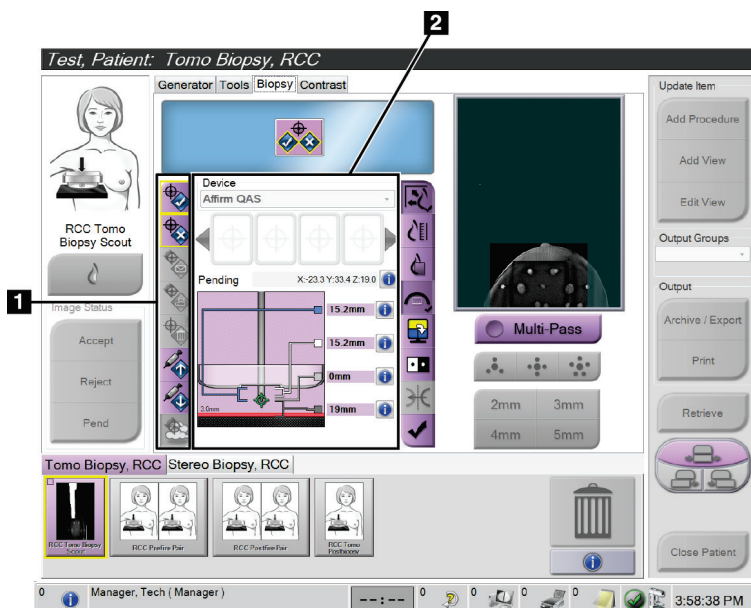 2
Test, Patient: Tomo Biopsy, RCC
Generator Tools Biopsy Contrast
Update Item
Add Procedure
Add View
Edit View
Output Groups
Output
Archive / Export
Print
Retrieve
Close Patient
RCC Tomo
Biopsy Scout
1
Image Status
Accept
Reject
Pend
Device
Affirm QAS
Pending
X:-23.3 Y:33.4 Z:19.0
15.2mm
15.2mm
0mm
19mm
3.0mm
Multi-Pass
2mm 3mm
4mm 5mm
Tomo Biopsy, RCC Stereo Biopsy, RCC
RCC Tomo Biopsy
Scout
RCC Prefire Pair
RCC Postfire Pair
RCC Tomo
Postbiopsy
0
Manager, Tech ( Manager )
--:--
0
0
0
0
3:58:38 PM